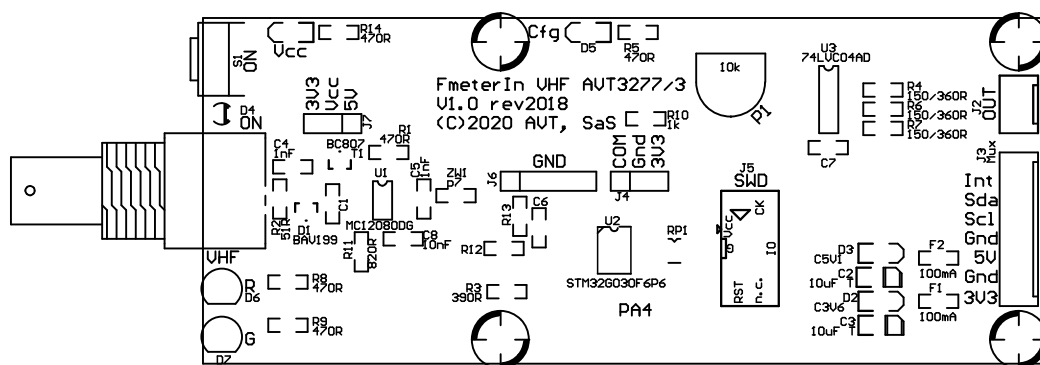 S1
ON
Vcc
R14
470R
Cfg
D5
R5
470R
10k
P1
U3
74LVC04AD
FmeterIn VHF AVT3277/3
V1.0 rev2018
(C)2020 AVT, SaS
R10
1k
R4
150/360R
R6
150/360R
R7
150/360R
J2
OUT
D4
ON
3V3
Vcc
5V
J7
BC807
T1
R1
470R
C4
1nF
C5
1nF
ZW1
p7
U1
MC12080DG
R2
51R
D1
BAV199
C1
R11
820R
C8
10nF
J6
GND
COM
Gnd
3V3
J4
R13
C6
R12
R3
390R
U2
STM32G030F6P6
PA4
RP1
J5
SWD
CK
Vcc
G
IO
RST
n.c.
C7
J3
Mux
Int
Sda
Scl
Gnd
5V
Gnd
3V3
D3
C5V1
C2
10uF T
D2
C3V6
C3
10uF T
F2
100mA
F1
100mA
VHF
R
D6
R8
470R
G
D7
R9
470R